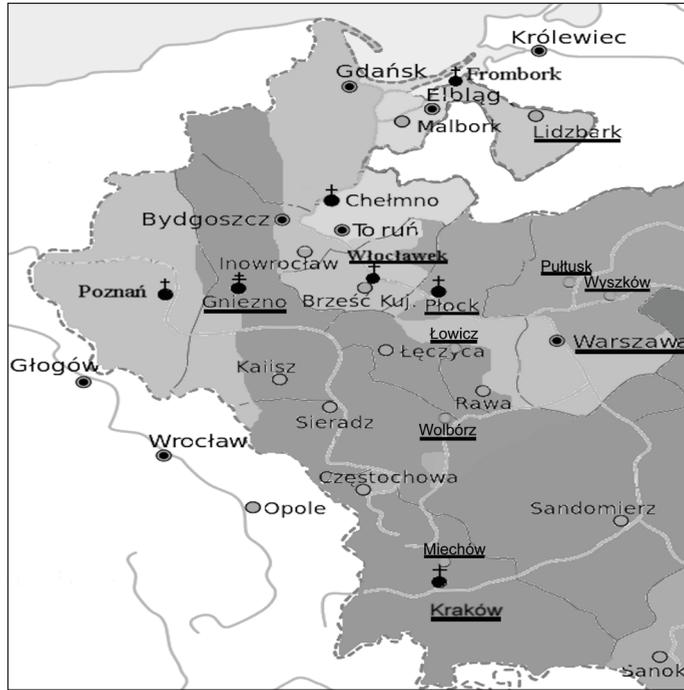 Królewiec
Gdańsk
Frombork
Elbląg
Malbork
Lidzbark
Chełmno
Bydgoszcz
To ruń
Inowrocław
Włocławek
Pułtusk
Wyszków
Poznań
Gniezno
Brześć Kuj.
Płock
Łowicz
Warszawa
Łęczyca
Głogów
Kaiisz
Rawa
Sieradz
Wolbórz
Wrocław
Częstochowa
Opole
Sandomierz
Miechów
Kraków
Sanok